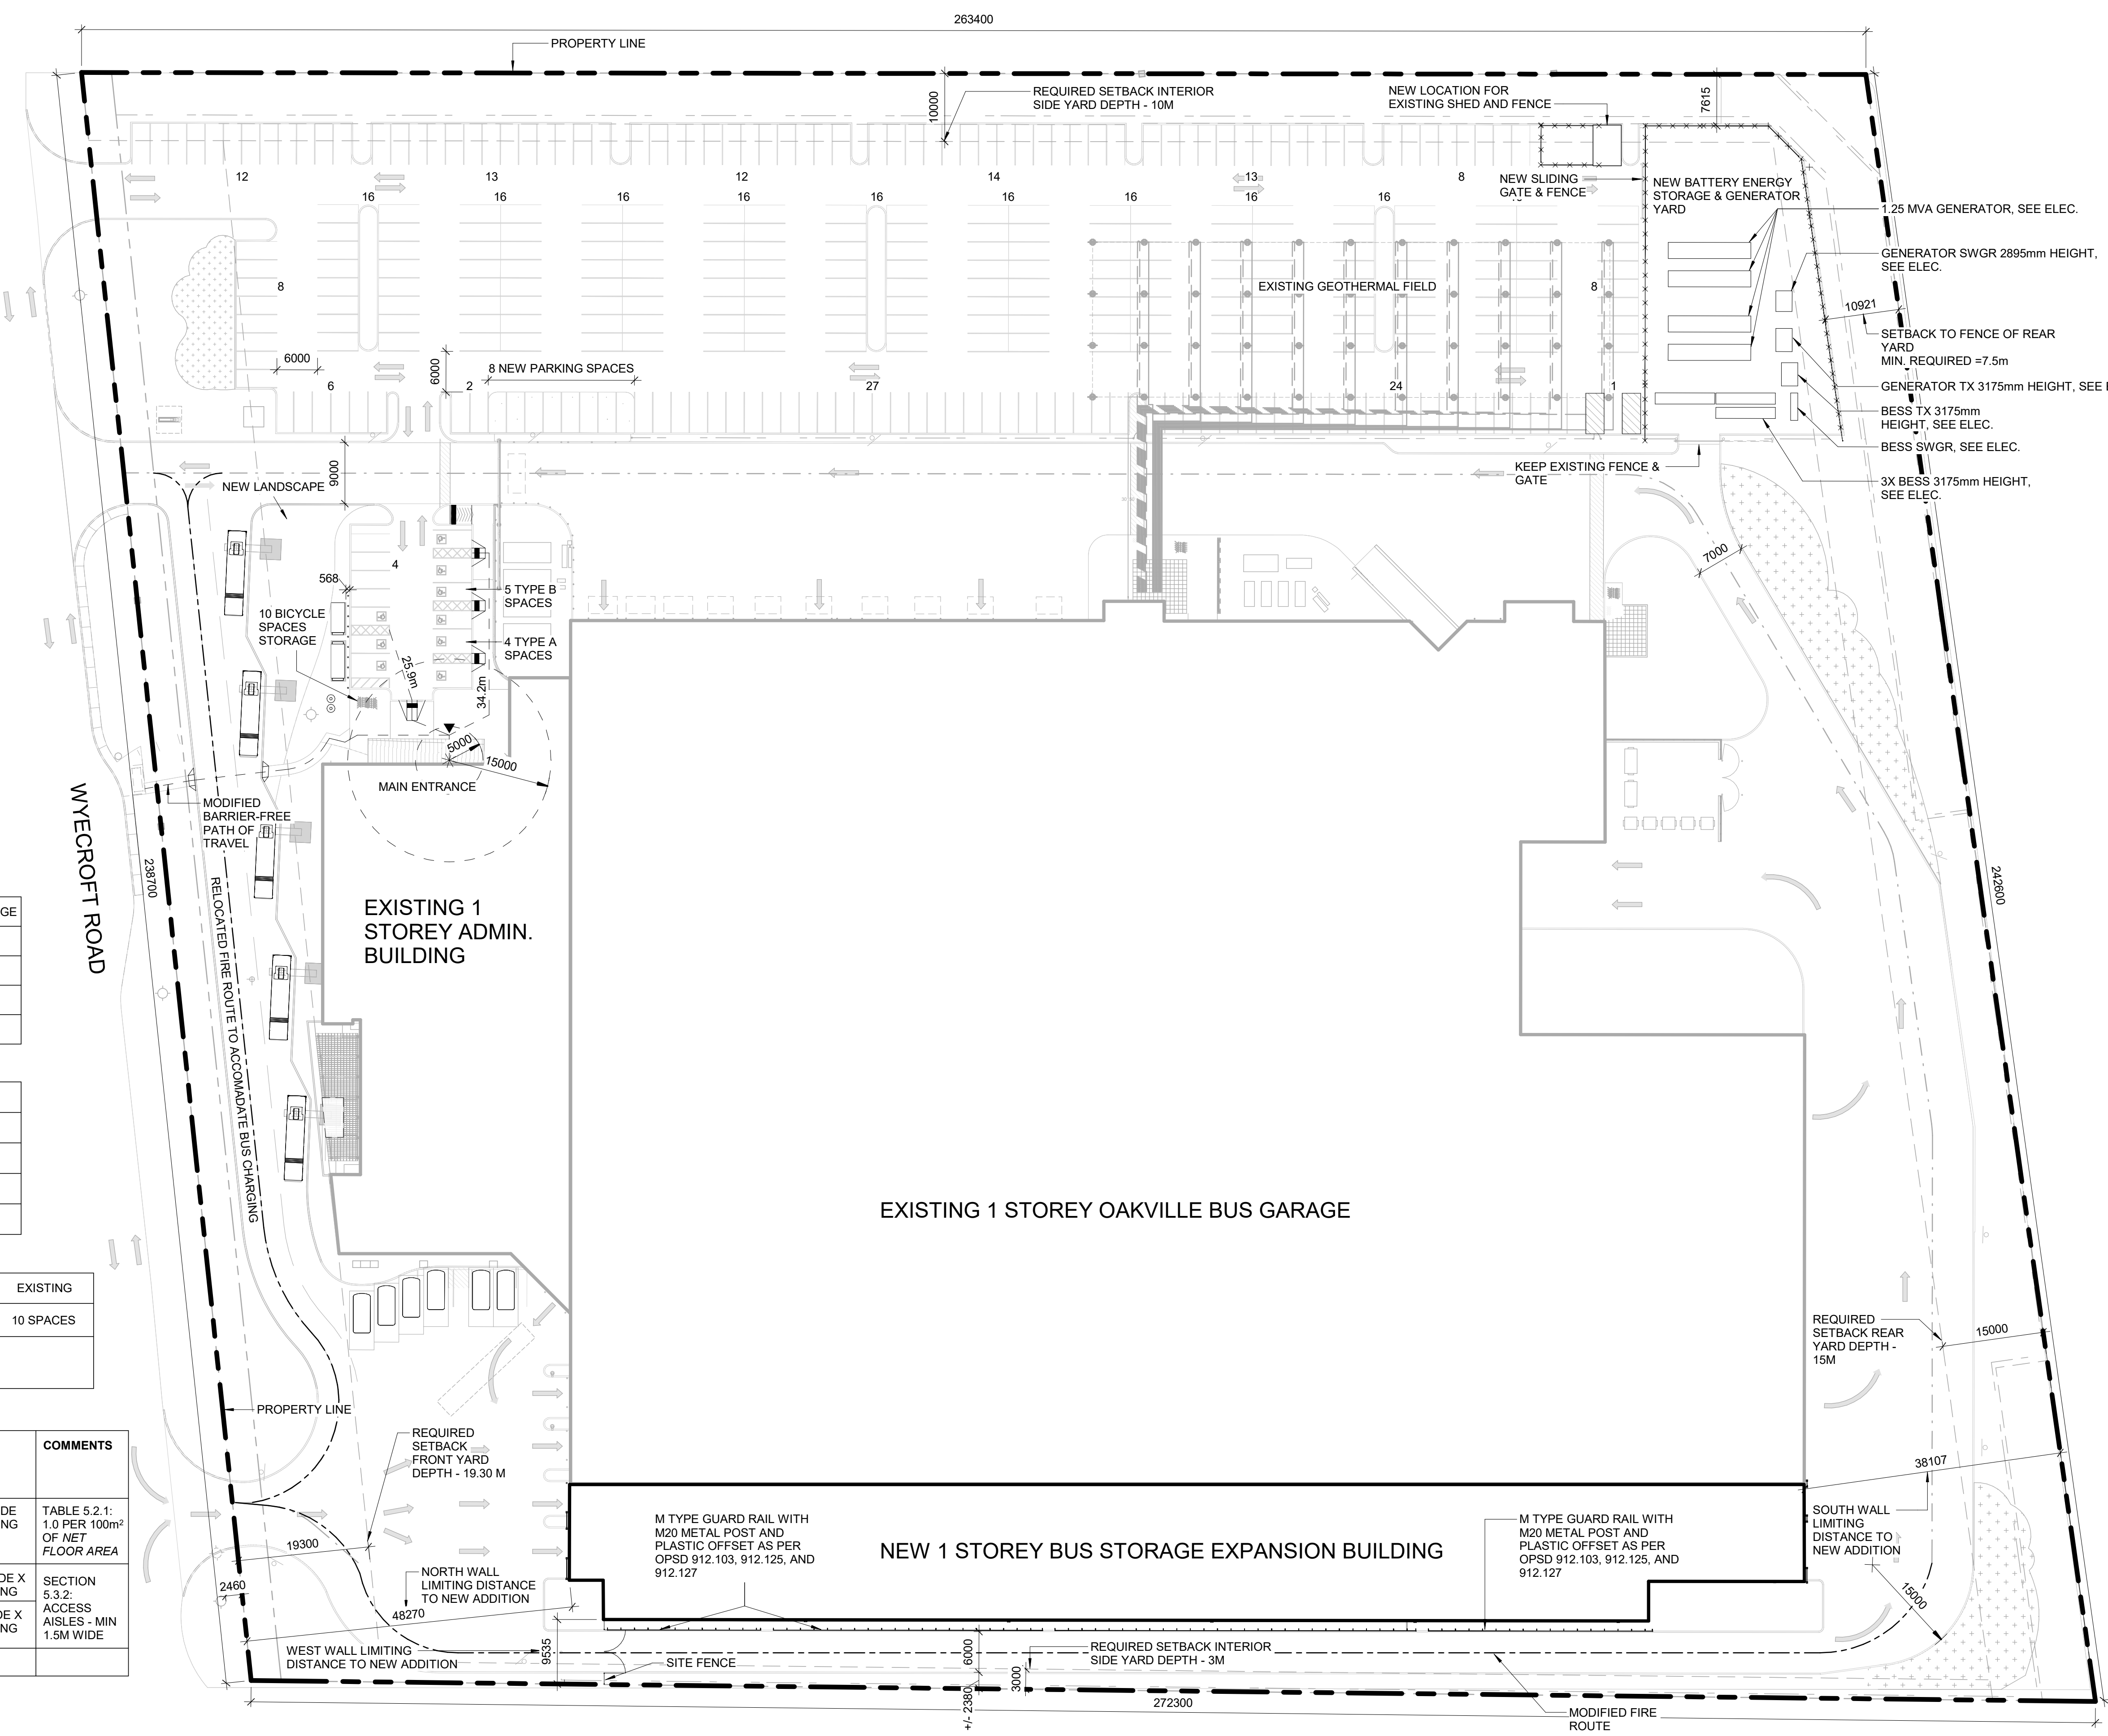 263400
PROPERTY LINE
REQUIRED SETBACK INTERIOR
SIDE YARD DEPTH - 10M
10000
NEW LOCATION FOR
EXISTING SHED AND FENCE
7615
12
13
12
14
13
8
16
16
16
16
16
16
16
16
16
NEW SLIDING
GATE & FENCE
NEW BATTERY ENERGY
STORAGE & GENERATOR
YARD
1.25 MVA GENERATOR, SEE ELEC.
GENERATOR SWGR 2895mm HEIGHT,
SEE ELEC.
8
EXISTING GEOTHERMAL FIELD
8
10921
SETBACK TO FENCE OF REAR
YARD
MIN. REQUIRED =7.5m
6000
6000
8 NEW PARKING SPACES
6
2
27
24
1
GENERATOR TX 3175mm HEIGHT, SEE
BESS TX 3175mm
HEIGHT, SEE ELEC.
BESS SWGR, SEE ELEC.
3X BESS 3175mm HEIGHT,
SEE ELEC.
KEEP EXISTING FENCE &
GATE
9000
NEW LANDSCAPE
7000
4
568
10 BICYCLE
SPACES
STORAGE
5 TYPE B
SPACES
4 TYPE A
SPACES
25.9m
34.2m
5000
15000
MAIN ENTRANCE
MODIFIED
BARRIER-FREE
PATH OF
TRAVEL
WYECROFT ROAD
238700
RELOCATED FIRE ROUTE TO ACCOMADATE BUS CHARGING
242600
EXISTING 1
STOREY ADMIN.
BUILDING
GE
EXISTING 1 STOREY OAKVILLE BUS GARAGE
EXISTING
10 SPACES
REQUIRED
SETBACK REAR
YARD DEPTH -
15M
15000
PROPERTY LINE
REQUIRED
SETBACK
FRONT YARD
DEPTH - 19.30 M
COMMENTS
DE
NG
TABLE 5.2.1:
1.0 PER 100m²
OF NET
FLOOR AREA
DE X
NG
DE X
NG
SECTION
5.3.2:
ACCESS
AISLES - MIN
1.5M WIDE
38107
SOUTH WALL
LIMITING
DISTANCE TO
NEW ADDITION
15000
M TYPE GUARD RAIL WITH
M20 METAL POST AND
PLASTIC OFFSET AS PER
OPSD 912.103, 912.125, AND
912.127
NEW 1 STOREY BUS STORAGE EXPANSION BUILDING
M TYPE GUARD RAIL WITH
M20 METAL POST AND
PLASTIC OFFSET AS PER
OPSD 912.103, 912.125, AND
912.127
19300
2460
NORTH WALL
LIMITING DISTANCE
TO NEW ADDITION
48270
WEST WALL LIMITING
DISTANCE TO NEW ADDITION
9535
SITE FENCE
6000
3000
+/- 2380
REQUIRED SETBACK INTERIOR
SIDE YARD DEPTH - 3M
272300
MODIFIED FIRE
ROUTE